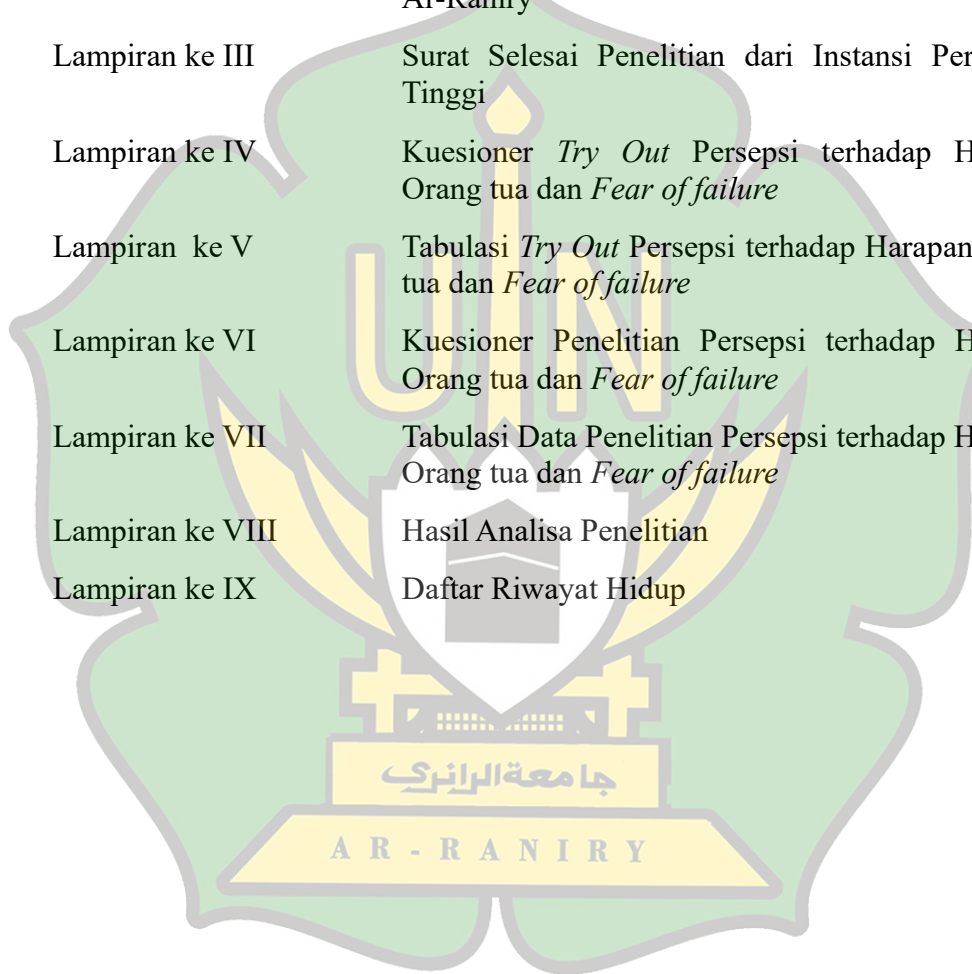 Ar-Raniry
Lampiran ke III Surat Selesai Penelitian dari Instansi
Tinggi
Lampiran ke IV Kuesioner Try Out Persepsi terhadap
Orang tua dan Fear of failure
Lampiran ke V Tabulasi Try Out Persepsi terhadap Harapan
tua dan Fear of failure
Lampiran ke VI Kuesioner Penelitian Persepsi terhadap
Orang tua dan Fear of failure
Lampiran ke VII Tabulasi Data Penelitian Persepsi terhadap
Orang tua dan Fear of failure
Lampiran ke VIII Hasil Analisa Penelitian
Lampiran ke IX Daftar Riwayat Hidup
UIN
جامعةالرانري
AR-RANIRY